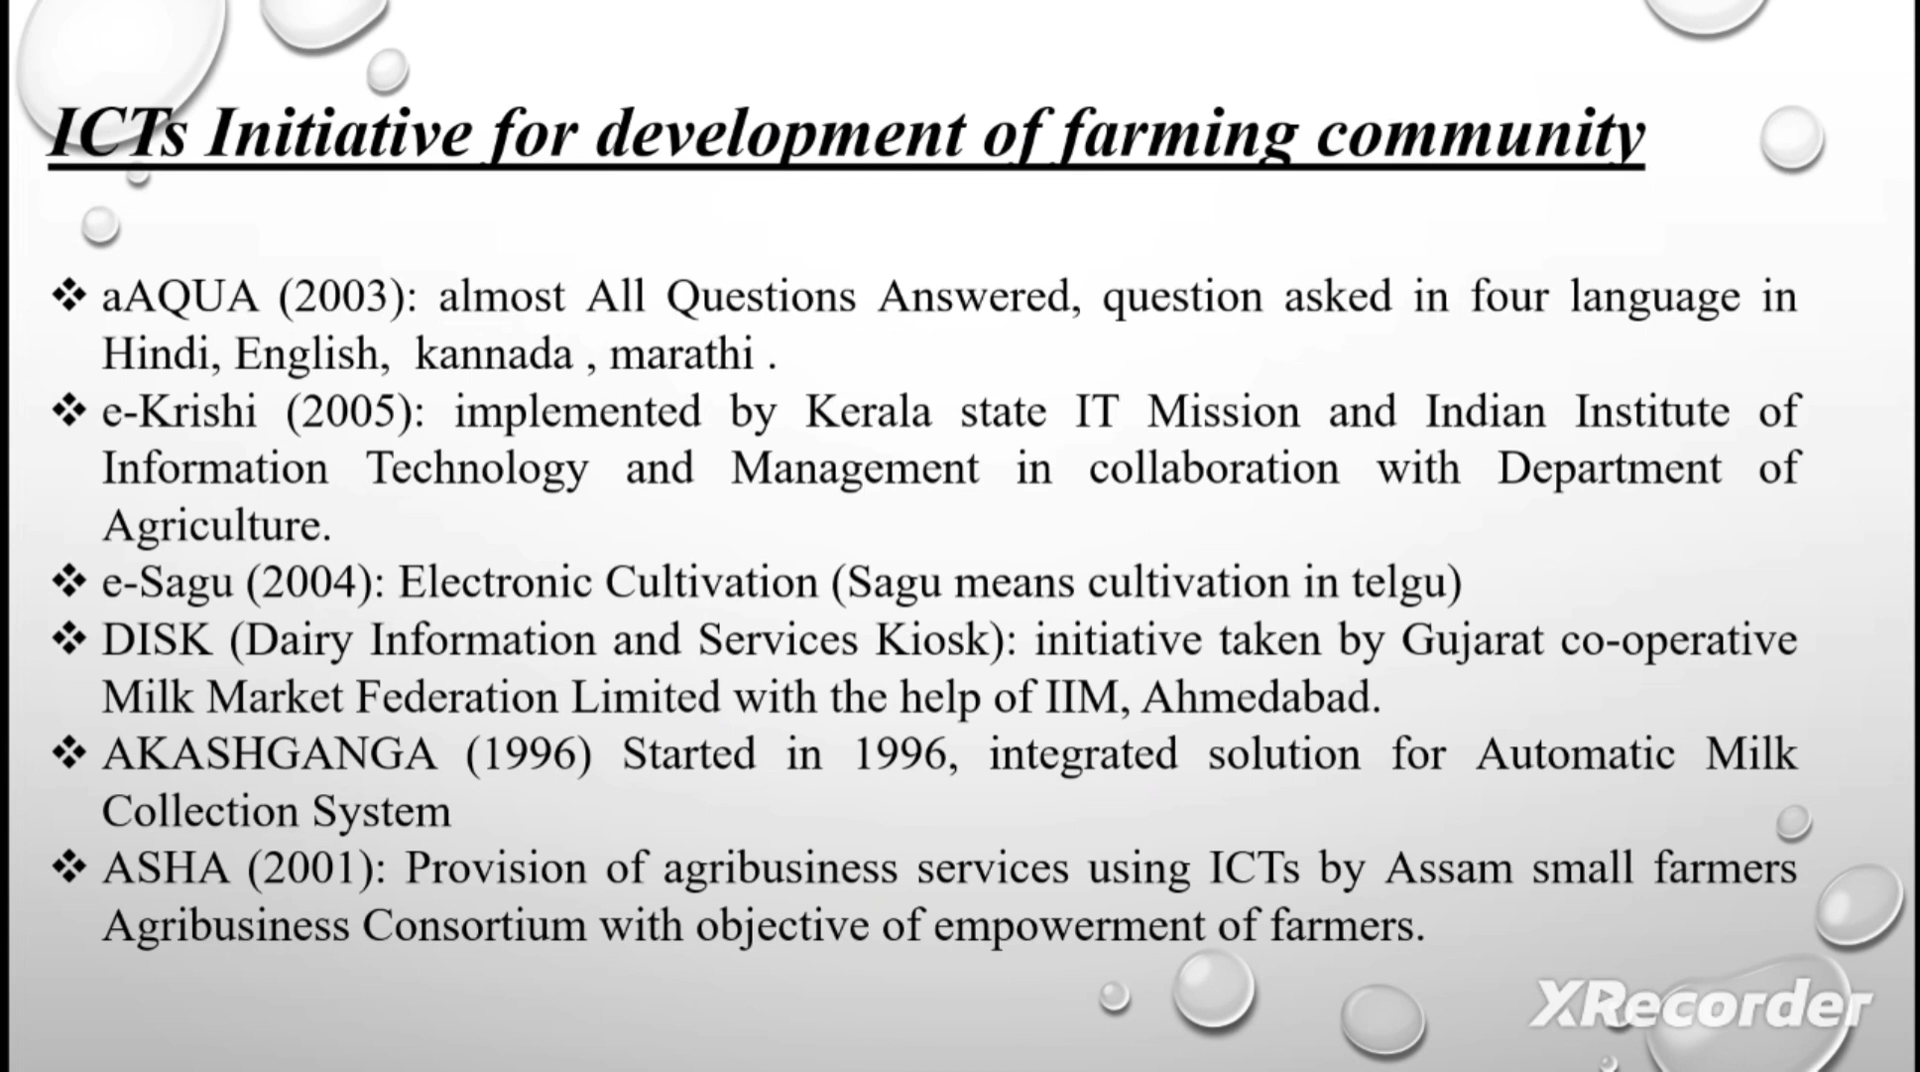 ICTs Initiative for development of farming community
❖ aAQUA (2003): almost All Questions Answered, question asked in four language in
Hindi, English, kannada , marathi .
❖ e-Krishi (2005): implemented by Kerala state IT Mission and Indian Institute of
Information Technology and Management in collaboration with Department of
Agriculture.
❖ e-Sagu (2004): Electronic Cultivation (Sagu means cultivation in telgu)
❖ DISK (Dairy Information and Services Kiosk): initiative taken by Gujarat co-operative
Milk Market Federation Limited with the help of IIM, Ahmedabad.
❖ AKASHGANGA (1996) Started in 1996, integrated solution for Automatic Milk
Collection System
❖ ASHA (2001): Provision of agribusiness services using ICTs by Assam small farmers
Agribusiness Consortium with objective of empowerment of farmers.
XRecorder